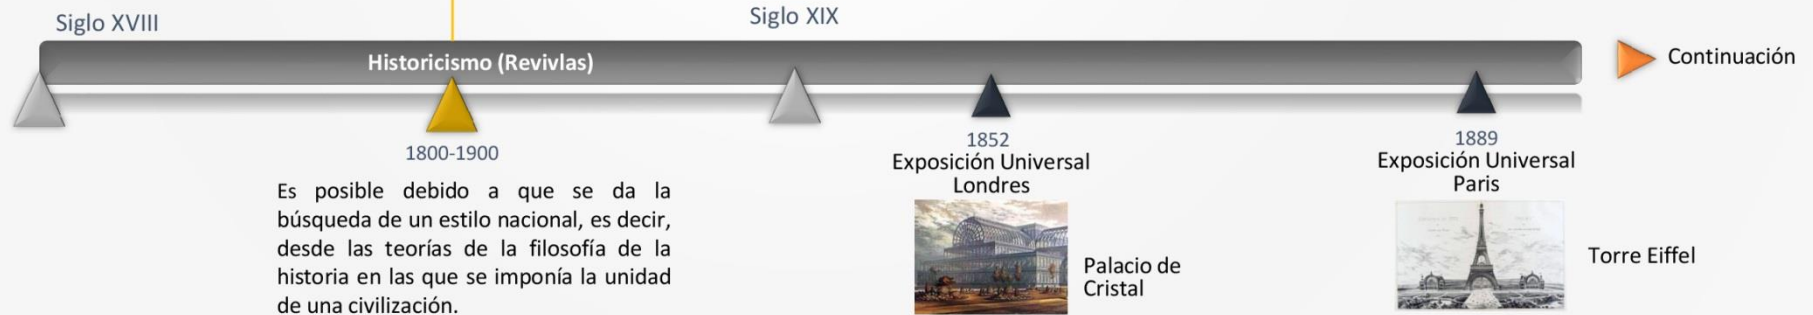 Siglo XVIII
Siglo XIX
Historicismo (Revivlas)
Continuación
1800-1900
Es posible debido a que se da la
búsqueda de un estilo nacional, es decir,
desde las teorías de la filosofía de la
historia en las que se imponía la unidad
de una civilización.
1852
Exposición Universal
Londres
Palacio de
Cristal
1889
Exposición Universal
Paris
Torre Eiffel